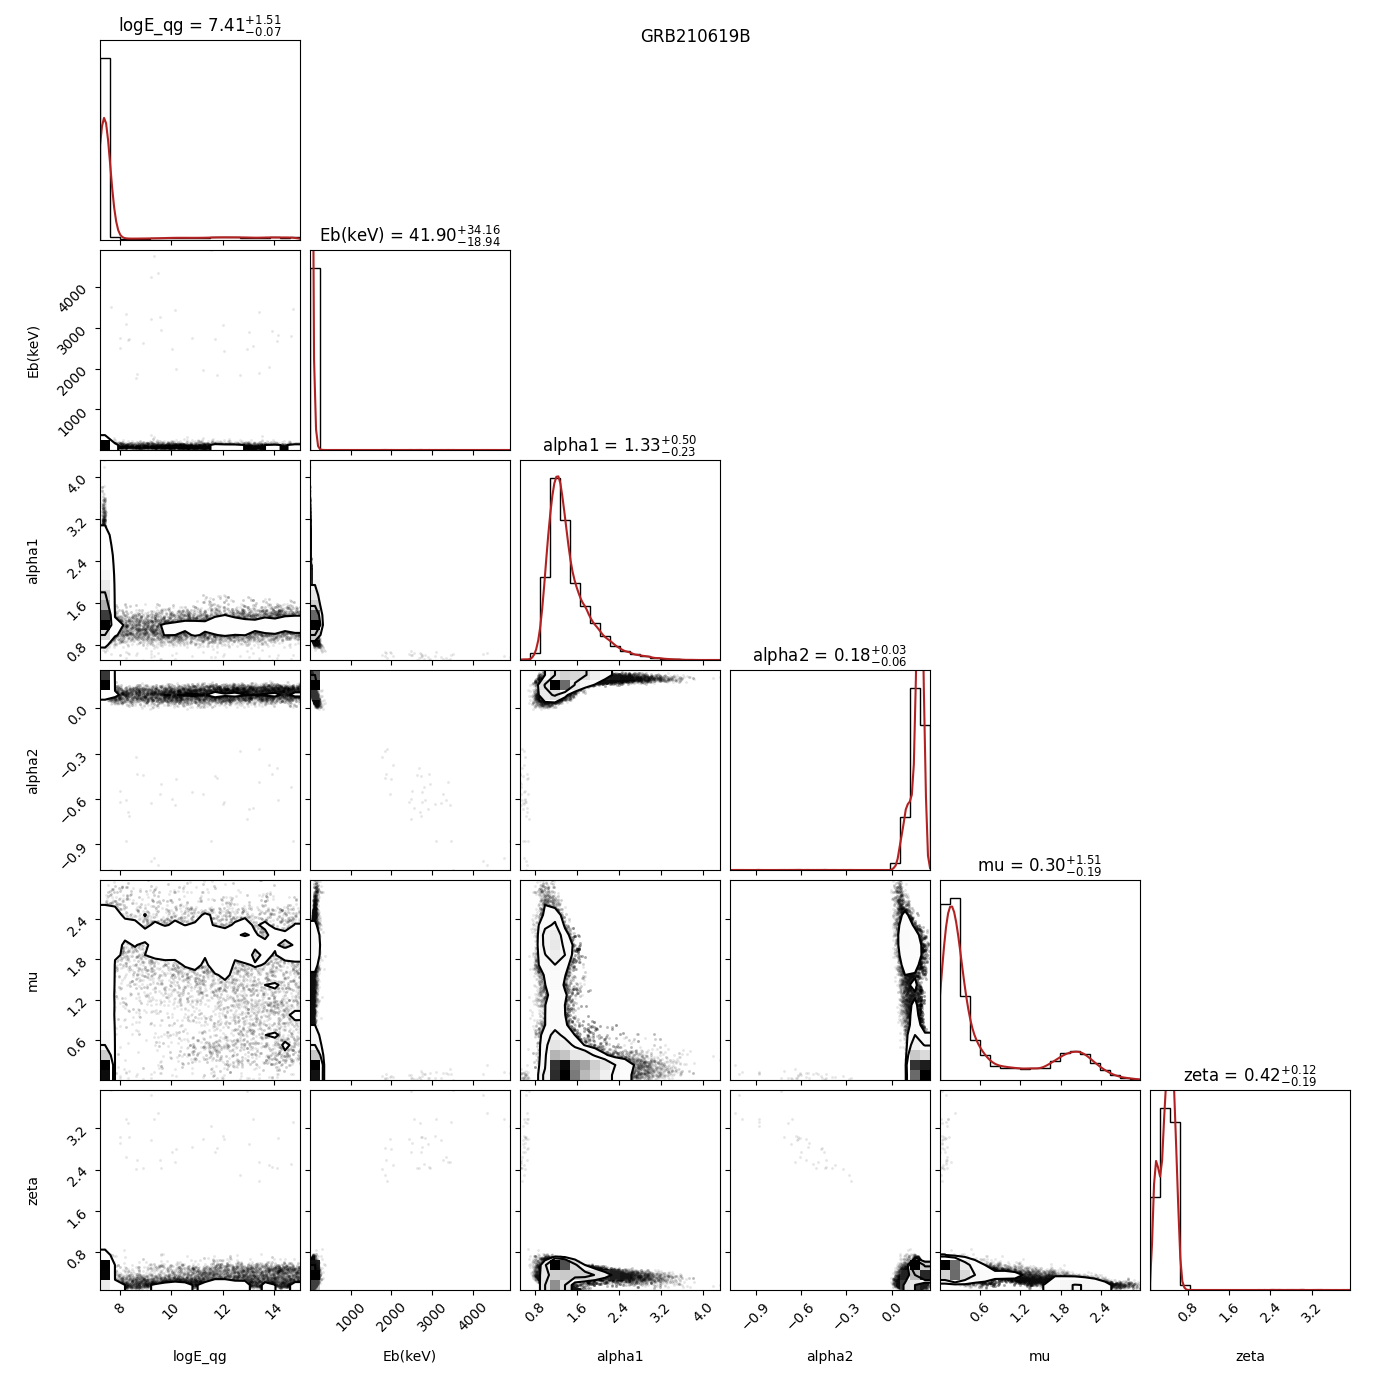 GRB210619B
logE_qg = 7.41 +1.51 −0.07
Eb(keV) = 41.90 +34.16 −18.94
Eb(keV)
4000
3000
2000
1000
alpha1 = 1.33 +0.50 −0.23
alpha1
4.0
3.2
2.4
1.6
0.8
alpha2 = 0.18 +0.03 −0.06
alpha2
0.0
−0.3
−0.6
−0.9
mu = 0.30 +1.51 −0.19
mu
2.4
1.8
1.2
0.6
zeta = 0.42 +0.12 −0.19
zeta
3.2
2.4
1.6
0.8
8 10 12 14 1000 2000 3000 4000 0.8 1.6 2.4 3.2 4.0 −0.9 −0.6 −0.3 0.0 0.6 1.2 1.8 2.4 0.8 1.6 2.4 3.2
logE_qg Eb(keV) alpha1 alpha2 mu zeta